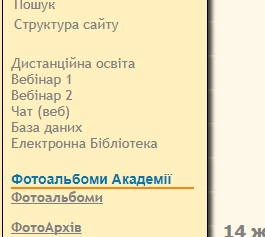 Пошук
Структура сайту
Дистанційна освіта
Вебінар 1
Вебінар 2
Чат (веб)
База даних
Електронна Бібліотека
Фотоальбоми Академії
Фотоальбоми
ФотоАрхів
14 ж